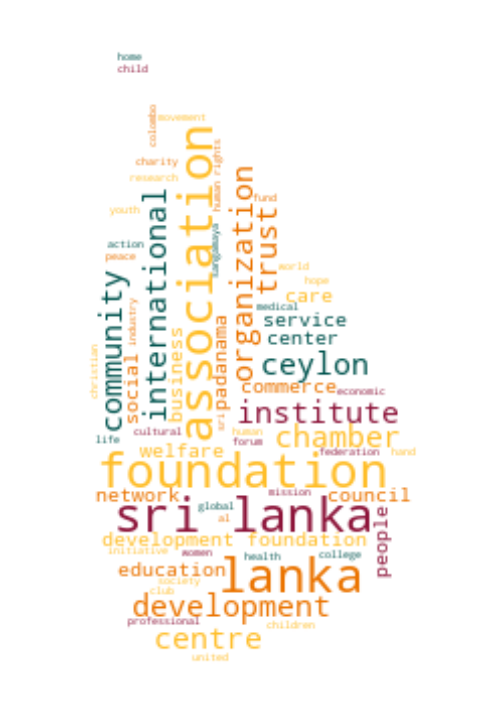 home
child
colombo
movement
association
human rights
charity
organization
research
international
fund
youth
trust
sangamaya
action
peace
world
community
hope
care
industry
medical
social
service
padanama
business
center
christian
ceylon
commerce
economic
institute
sri
cultural
human
chamber
life
forum
welfare
federation
hand
foundation
network
mission
council
sri lanka
global
al
people
development foundation
initiative
women
health
college
education
lanka
society
club
development
professional
children
centre
united